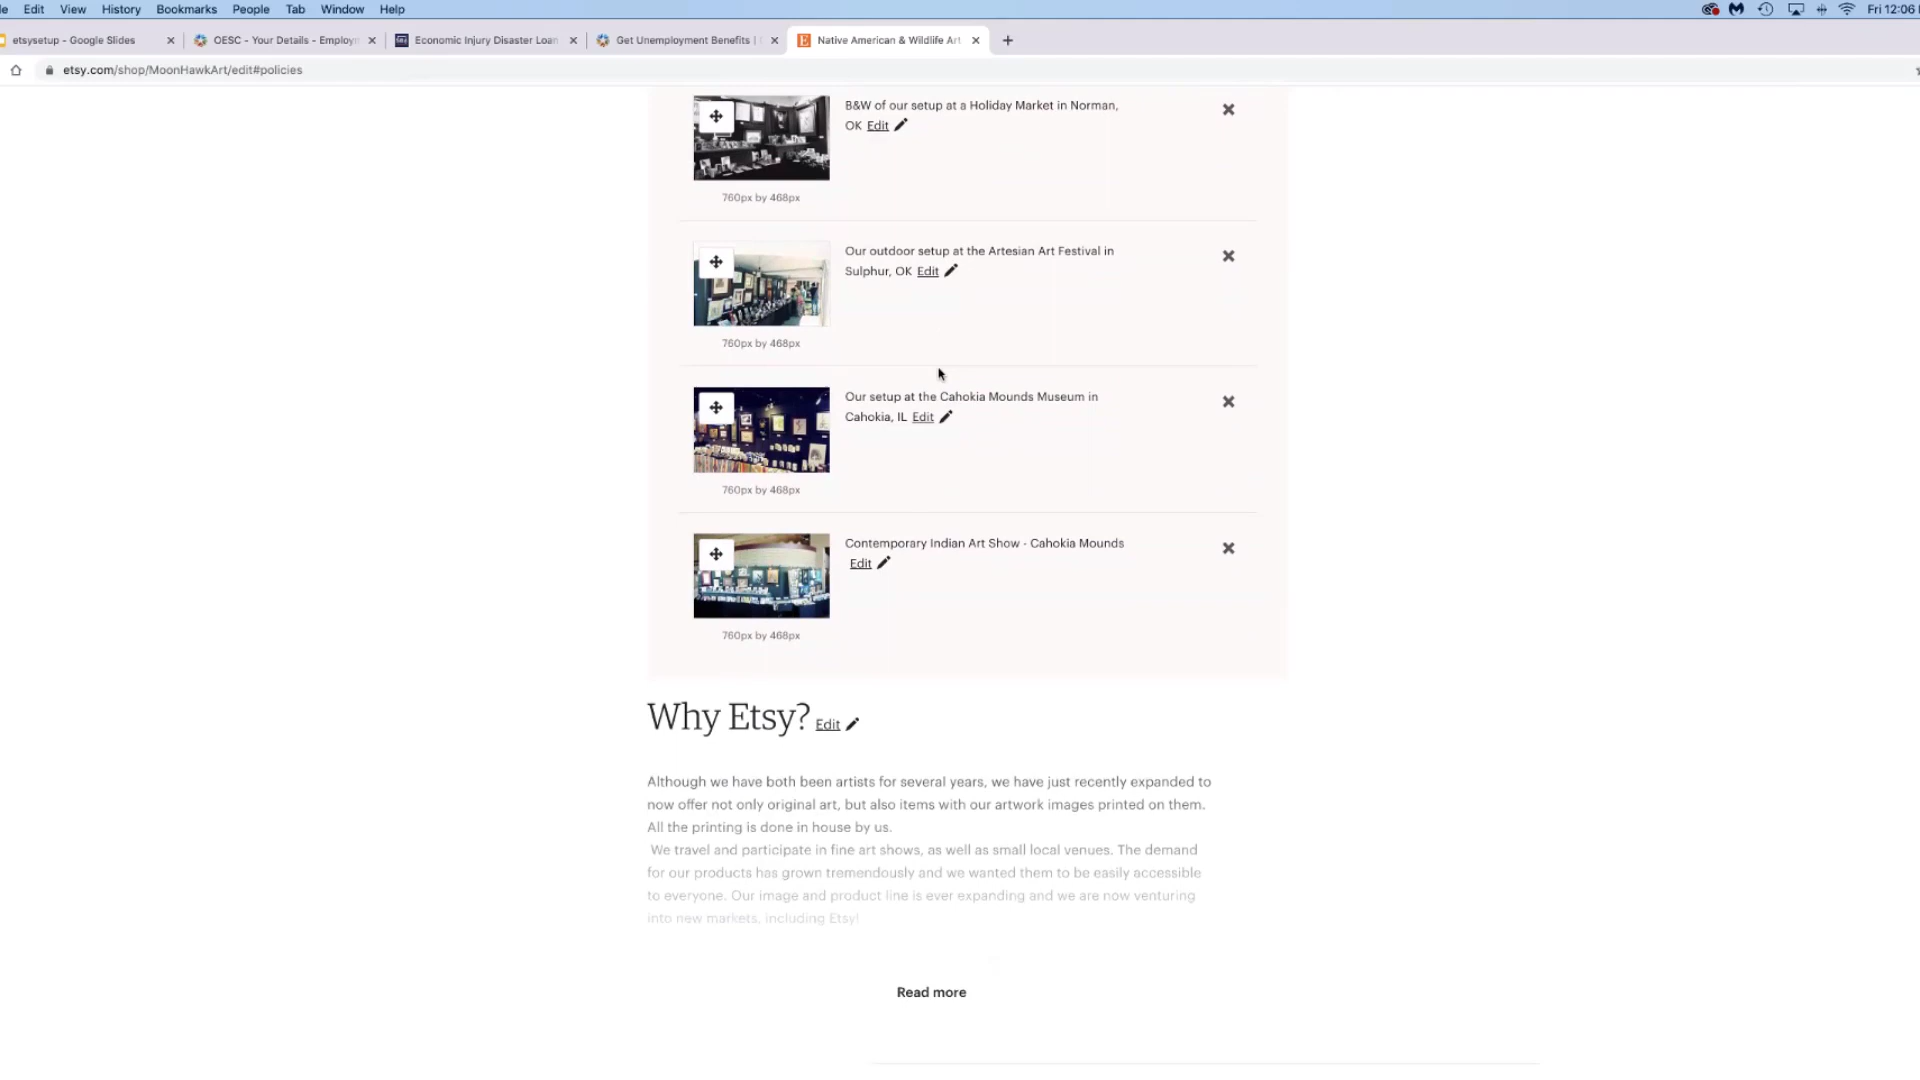 Edit View History Bookmarks People Tab Window Help Fri 12:06
etsysetup - Google Slides OESC - Your Details - Employm Economic Injury Disaster Loan Get Unemployment Benefits | Native American & Wildlife Art
etsy.com/shop/MoonHawkArt/edit#policies
B&W of our setup at a Holiday Market in Norman,
OK Edit
760px by 468px
Our outdoor setup at the Artesian Art Festival in
Sulphur, OK Edit
760px by 468px
Our setup at the Cahokia Mounds Museum in
Cahokia, IL Edit
760px by 468px
Contemporary Indian Art Show - Cahokia Mounds
Edit
760px by 468px
Why Etsy? Edit
Although we have both been artists for several years, we have just recently expanded to
now offer not only original art, but also items with our artwork images printed on them.
All the printing is done in house by us.
We travel and participate in fine art shows, as well as small local venues. The demand
for our products has grown tremendously and we wanted them to be easily accessible
to everyone. Our image and product line is ever expanding and we are now venturing
into new markets, including Etsy!
Read more